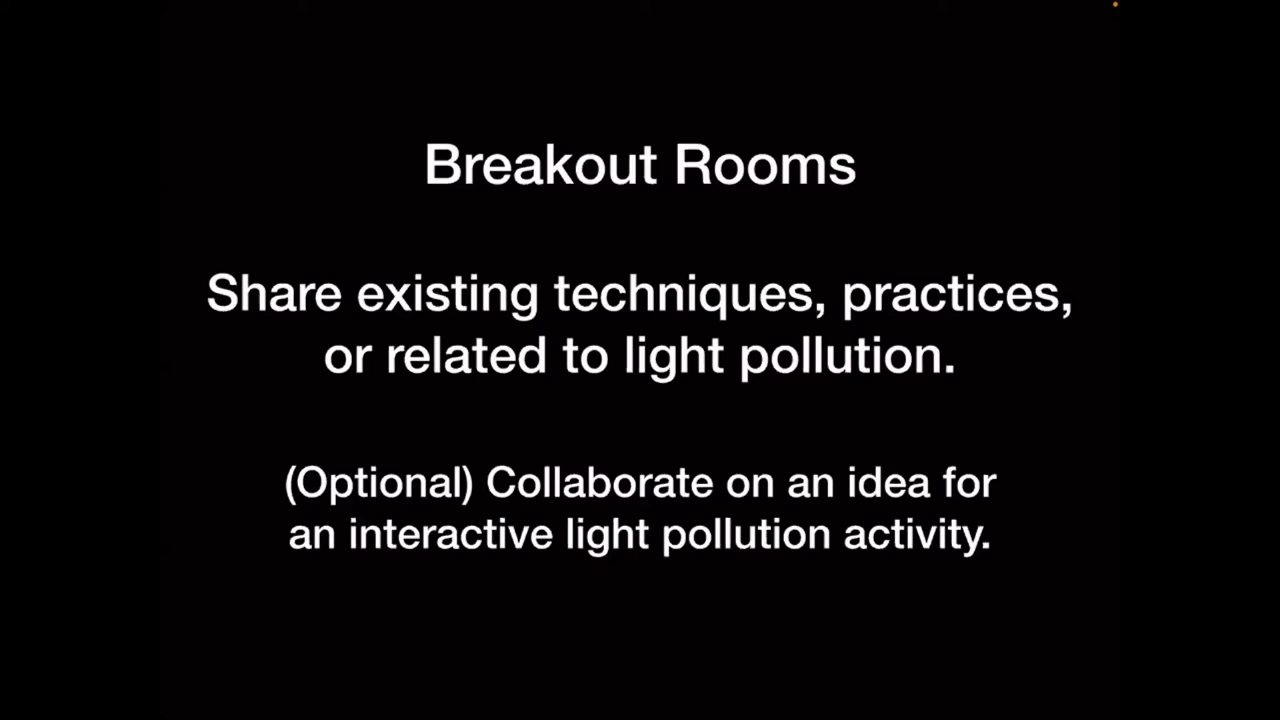 Breakout Rooms
Share existing techniques, practices,
or related to light pollution.
(Optional) Collaborate on an idea for
an interactive light pollution activity.